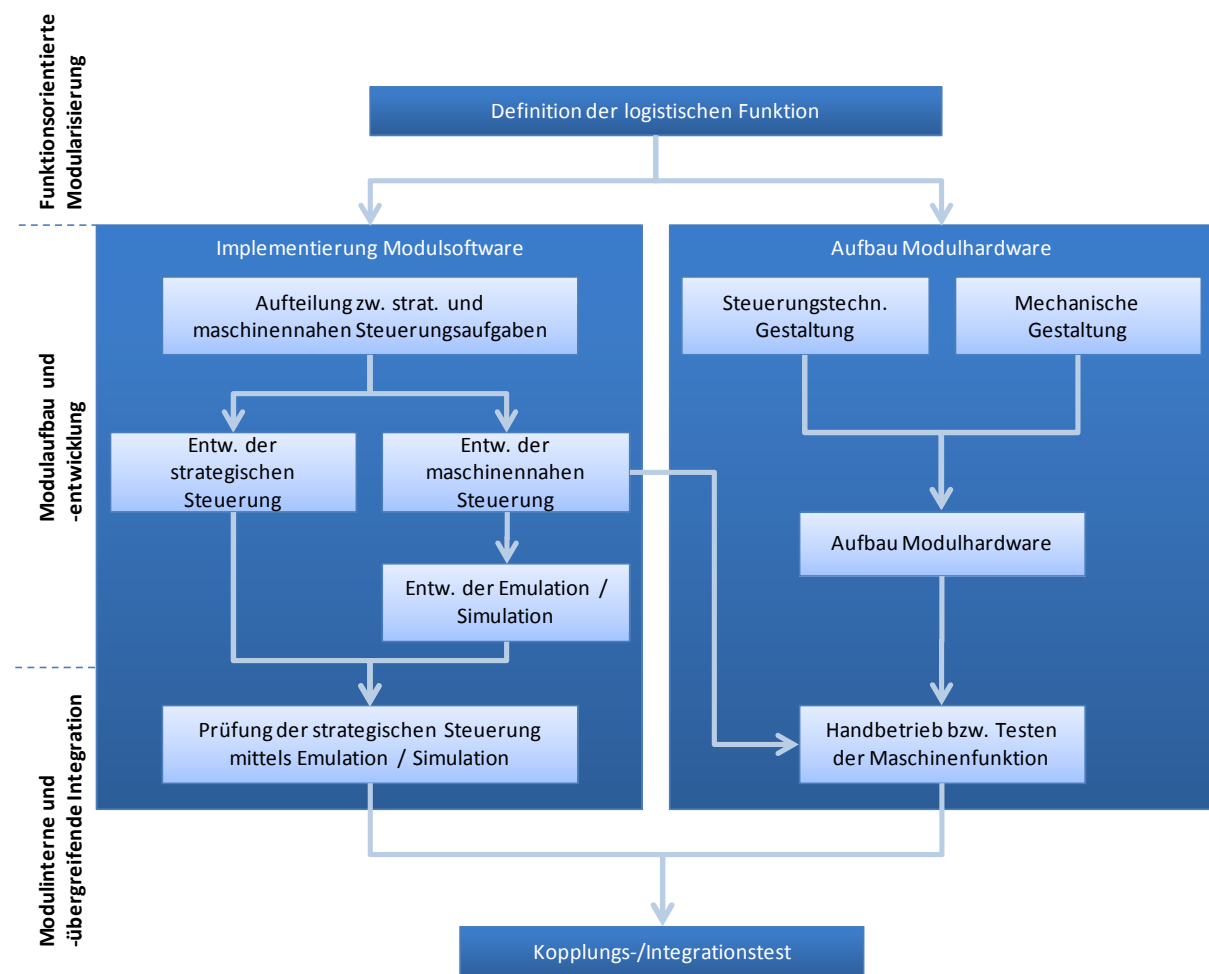 Funktionsorientierte
Modularisierung
Definition der logistischen Funktion
Modulaufbau und
-entwicklung
Implementierung Modulsoftware
Aufteilung zw. strat. und
maschinennahen Steuerungsaufgaben
Entw. der
strategischen
Steuerung
Entw. der
maschinennahen
Steuerung
Entw. der Emulation /
Simulation
Aufbau Modulhardware
Steuerungstechn.
Gestaltung
Mechanische
Gestaltung
Aufbau Modulhardware
Modulinterne und
-übergreifende Integration
Prüfung der strategischen Steuerung
mittels Emulation / Simulation
Handbetrieb bzw. Testen
der Maschinenfunktion
Kopplungs-/Integrationstest